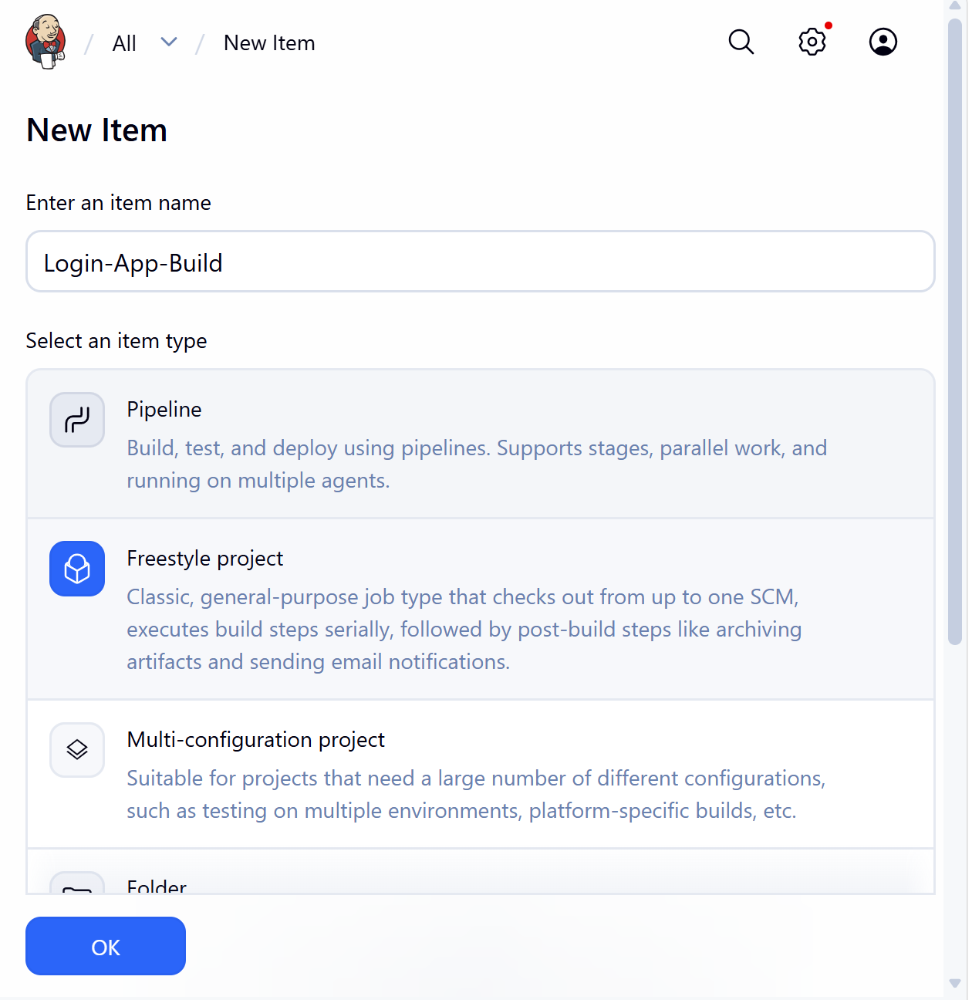 / All / New Item
New Item
Enter an item name
Login-App-Build
Select an item type
Pipeline
Build, test, and deploy using pipelines. Supports stages, parallel work, and
running on multiple agents.
Freestyle project
Classic, general-purpose job type that checks out from up to one SCM,
executes build steps serially, followed by post-build steps like archiving
artifacts and sending email notifications.
Multi-configuration project
Suitable for projects that need a large number of different configurations,
such as testing on multiple environments, platform-specific builds, etc.
Folder
OK